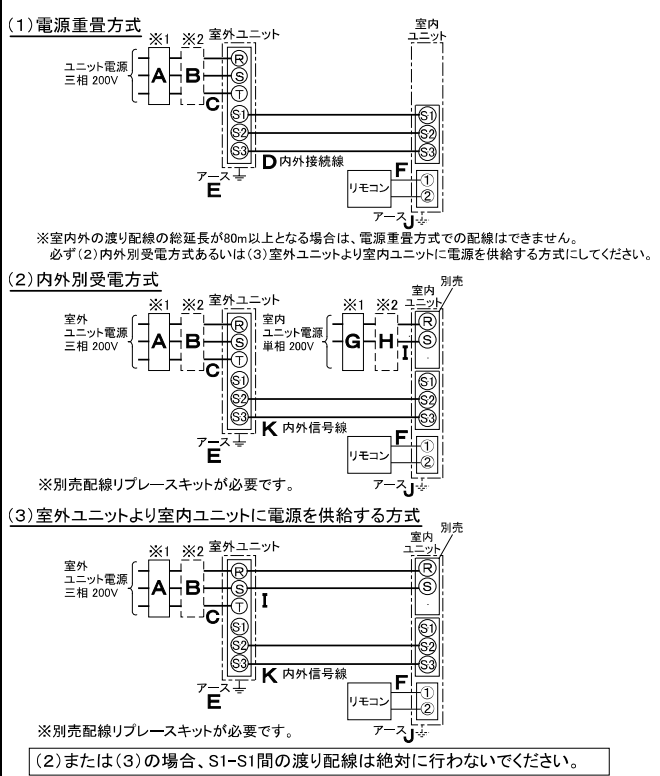 (1)電源重畳方式
※1 ※2 室外ユニット
室内
ユニット
ユニット電源
三相 200V
A B
R
S
T
C
S1 S1
S2 S2
S3 S3
D 内外接続線
アース
E
F
リモコン
①
②
アース J
※室内外の渡り配線の総延長が80m以上となる場合は、電源重畳方式での配線はできません。
必ず(2)内外別受電方式あるいは(3)室外ユニットより室内ユニットに電源を供給する方式にしてください。
(2)内外別受電方式
※1 ※2 室外ユニット
※1 ※2
室内
ユニット
別売
室外
ユニット電源
三相 200V
A B
R
S
T
C
室内
ユニット電源
単相 200V
G H
I
R
S
S1 S1
S2 S2
S3 S3
K 内外信号線
アース
E
F
リモコン
①
②
アース J
※別売配線リプレースキットが必要です。
(3)室外ユニットより室内ユニットに電源を供給する方式
※1 ※2 室外ユニット
室内
ユニット
別売
室外
ユニット電源
三相 200V
A B
R R
S S
I
T
C
S1 S1
S2 S2
S3 S3
K 内外信号線
アース
E
F
リモコン
①
②
アース J
※別売配線リプレースキットが必要です。
(2)または(3)の場合、S1-S1間の渡り配線は絶対に行わないでください。